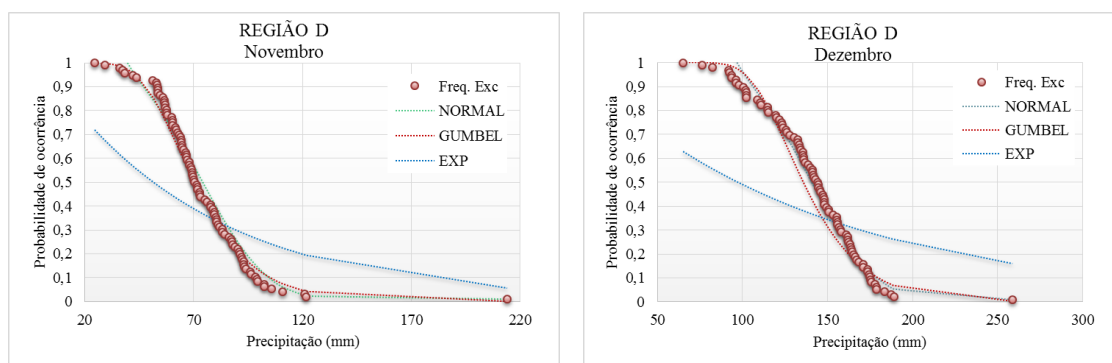 REGIÃO D
Novembro
Probabilidade de ocorrência
1
0,9
0,8
0,7
0,6
0,5
0,4
0,3
0,2
0,1
0
20
70
120
170
220
Precipitação (mm)
Freq. Exc
NORMAL
GUMBEL
EXP
REGIÃO D
Dezembro
Probabilidade de ocorrência
1
0,9
0,8
0,7
0,6
0,5
0,4
0,3
0,2
0,1
0
50
100
150
200
250
300
Precipitação (mm)
Freq. Exc
NORMAL
GUMBEL
EXP